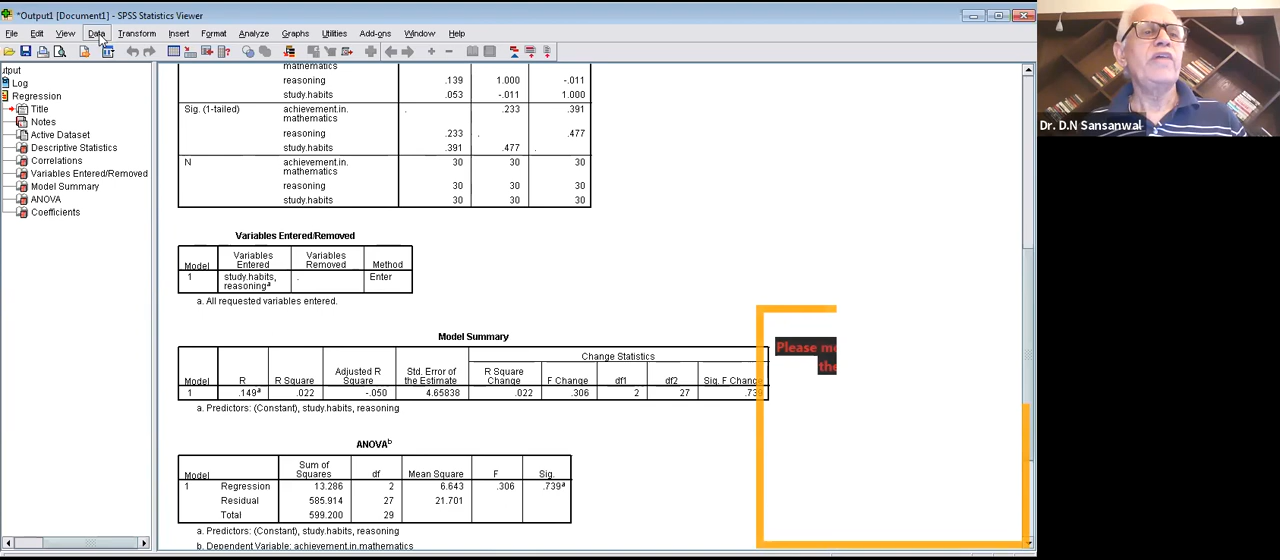 *Output1 [Document1] - SPSS Statistics Viewer
File Edit View Data Transform Insert Format Analyze Graphs Utilities Add-ons Window Help
utput
Log
Regression
Title
Notes
Active Dataset
Descriptive Statistics
Correlations
Variables Entered/Removed
Model Summary
ANOVA
Coefficients
mathematics
reasoning .139 1.000 -.011
study.habits .053 -.011 1.000
Sig. (1-tailed) achievement.in. . .233 .391
mathematics
reasoning .233 . .477
study.habits .391 .477 .
N achievement.in. 30 30 30
mathematics
reasoning 30 30 30
study.habits 30 30 30
Variables Entered/Removed
Model Variables Entered Variables Removed Method
1 study.habits, . Enter
reasoningᵃ
a. All requested variables entered.
Model Summary
Change Statistics
Model R R Square Adjusted R Square Std. Error of the Estimate R Square Change F Change df1 df2 Sig. F Change
1 .149ᵃ .022 -.050 4.65838 .022 .306 2 27 .739
a. Predictors: (Constant), study.habits, reasoning
ANOVAᵇ
Model Sum of Squares df Mean Square F Sig.
1 Regression 13.286 2 6.643 .306 .739ᵃ
Residual 585.914 27 21.701
Total 599.200 29
a. Predictors: (Constant), study.habits, reasoning
b. Dependent Variable: achievement.in.mathematics
Please m
the
Dr. D.N Sansanwal